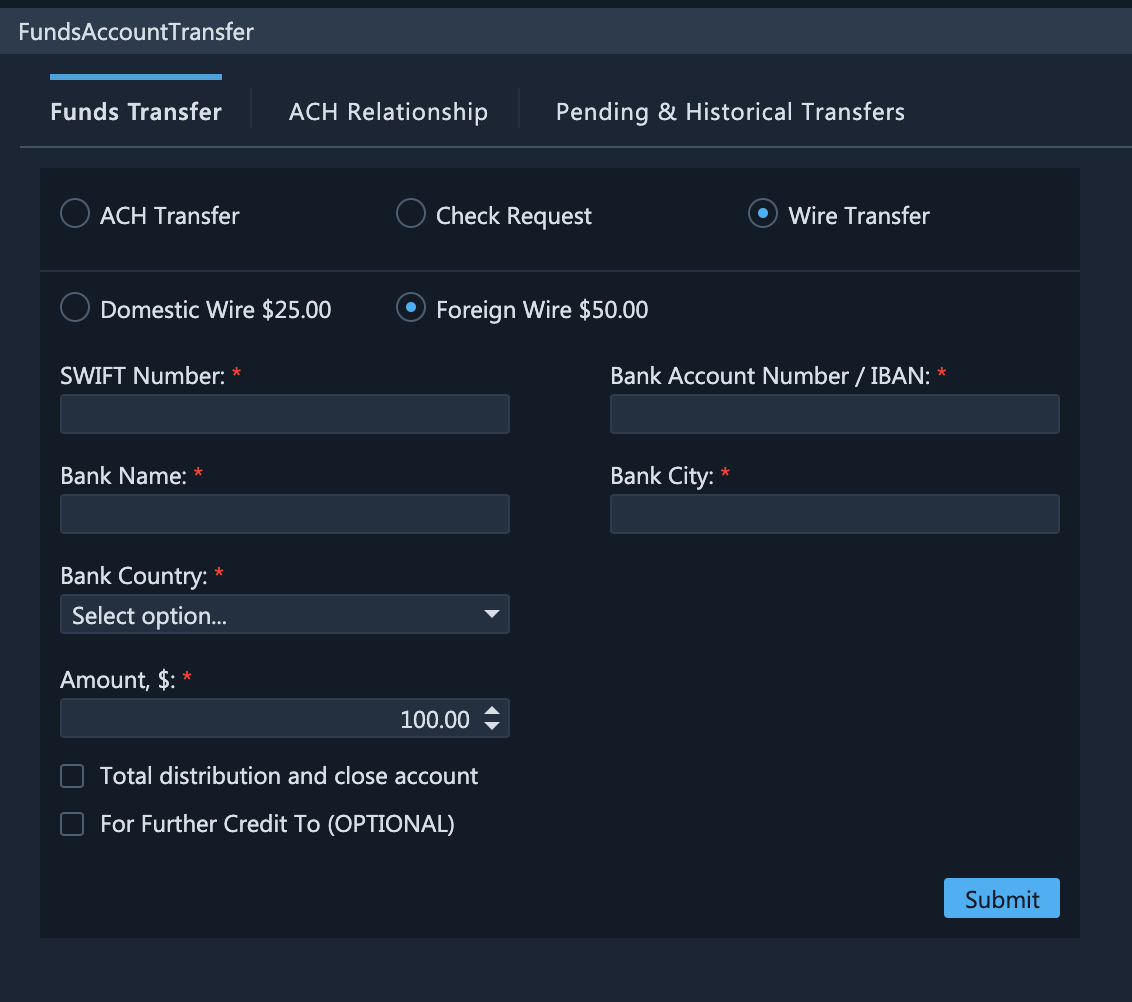 FundsAccountTransfer
Funds Transfer ACH Relationship Pending & Historical Transfers
ACH Transfer Check Request Wire Transfer
Domestic Wire $25.00 Foreign Wire $50.00
SWIFT Number: * Bank Account Number / IBAN: *
Bank Name: * Bank City: *
Bank Country: *
Select option...
Amount, $: *
100.00
Total distribution and close account
For Further Credit To (OPTIONAL)
Submit